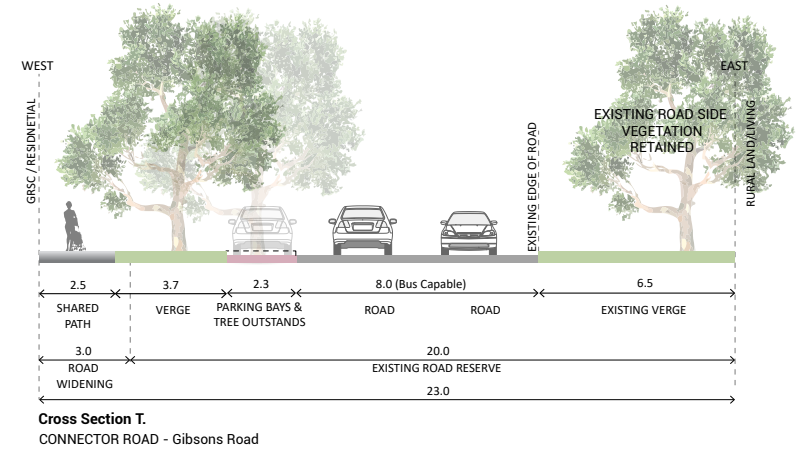 WEST
EAST
GRSC / RESIDNETIAL
EXISTING ROAD SIDE
VEGETATION
RETAINED
RURAL LAND/LIVING
EXISTING EDGE OF ROAD
2.5
3.7
2.3
8.0 (Bus Capable)
6.5
SHARED
PATH
VERGE
PARKING BAYS &
TREE OUTSTANDS
ROAD
ROAD
EXISTING VERGE
3.0
20.0
ROAD
WIDENING
EXISTING ROAD RESERVE
23.0
Cross Section T.
CONNECTOR ROAD - Gibsons Road